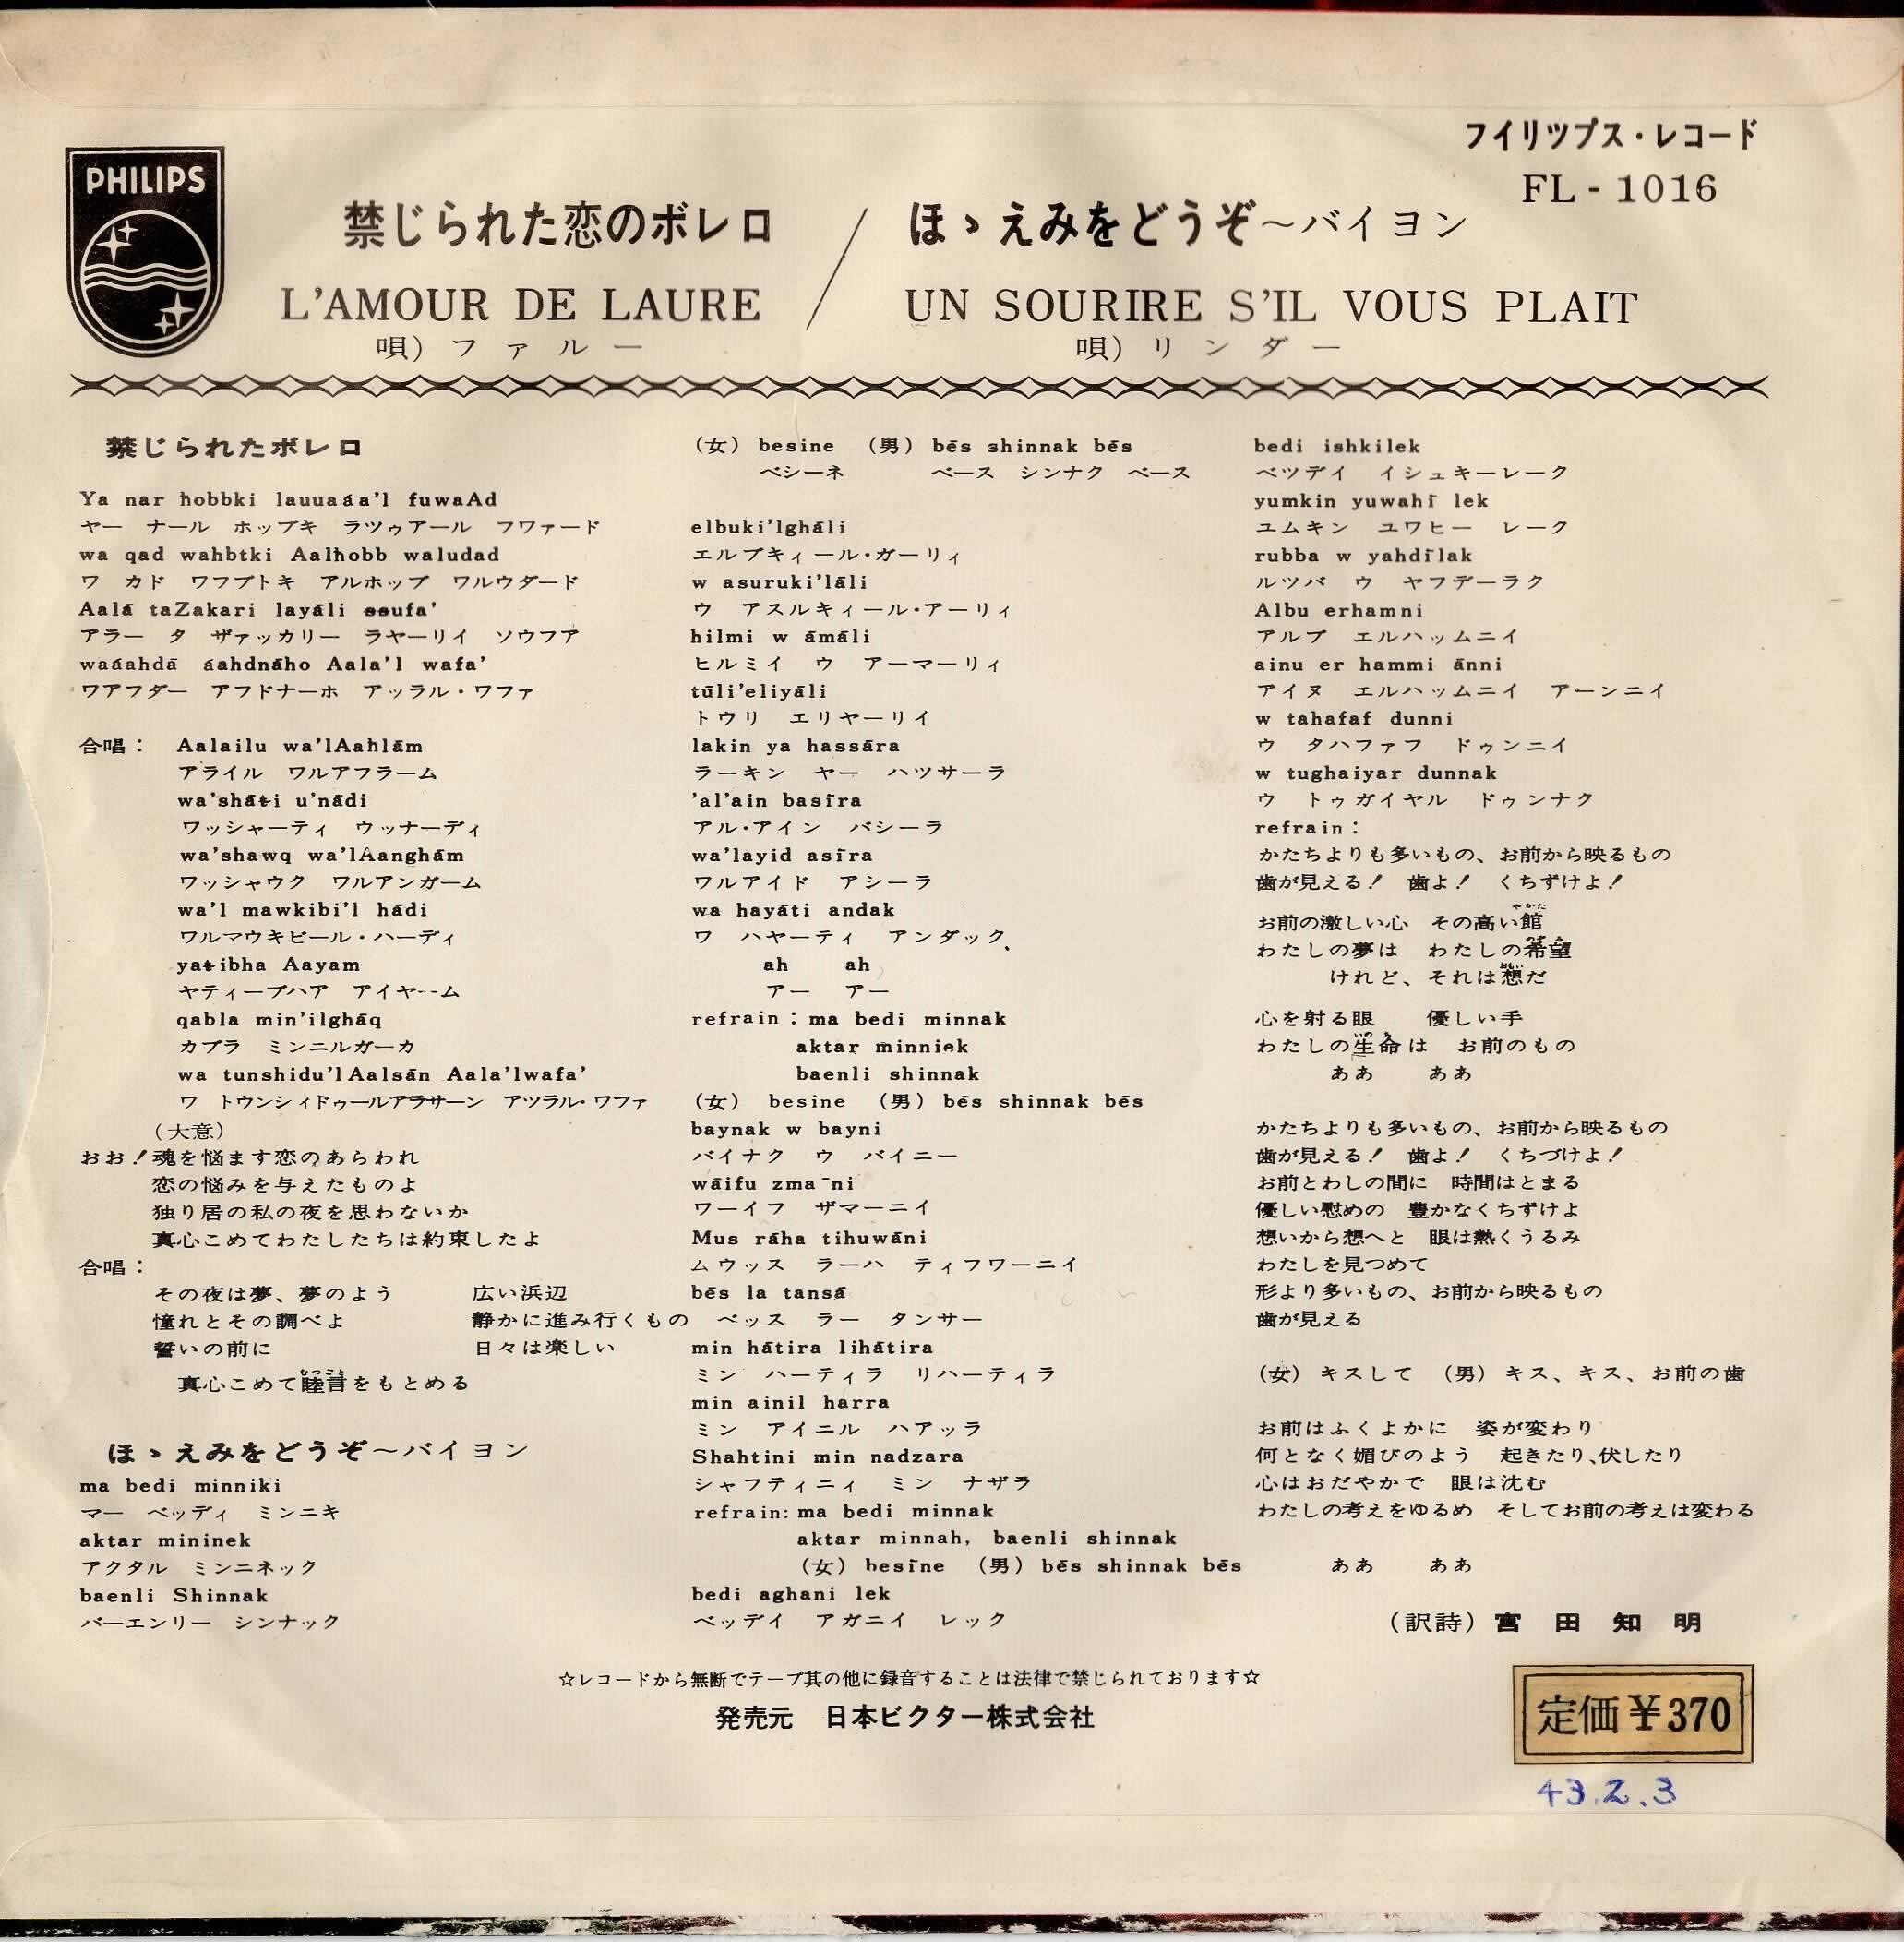 フイリツプス・レコード
FL - 1016
PHILIPS
禁じられた恋のボレロ / ほゝえみをどうぞ～バイヨン
L'AMOUR DE LAURE / UN SOURIRE S'IL VOUS PLAIT
唄）ファルー 唄）リンダー
禁じられたボレロ
Ya nar ħobbki lauuaáa'l fuwaAd
ヤー ナール ホッブキ ラツゥアール フワァード
wa qad wahbtki Aalħobb waludad
ワ カド ワフブトキ アルホッブ ワルウダード
Aalā taZakari layāli ssufa'
アラー タ ザァッカリー ラヤーリイ ソウフア
waáahdā áahdnāho Aala'l wafa'
ワアフダー アフドナーホ アッラル・ワファ
合唱： Aalailu wa'lAaħlām
アライル ワルアフラーム
wa'shāti u'nādi
ワッシャーティ ウッナーディ
wa'shawq wa'lAanghām
ワッシャウク ワルアンガーム
wa'l mawkibi'l hādi
ワルマウキビール・ハーディ
yatibha Aayam
ヤティーブハア アイヤーム
qabla min'ilghāq
カブラ ミンニルガーカ
wa tunshidu'lAalsān Aala'lwafa'
ワ トウンシィドゥールアラサーン アツラル・ワファ
（大意）
おお！魂を悩ます恋のあらわれ
恋の悩みを与えたものよ
独り居の私の夜を思わないか
真心こめてわたしたちは約束したよ
合唱：
その夜は夢、夢のよう 広い浜辺
憧れとその調べよ 静かに進み行くもの
誓いの前に 日々は楽しい
真心こめて睦言をもとめる
ほゝえみをどうぞ～バイヨン
ma bedi minniki
マー ベッディ ミンニキ
aktar mininek
アクタル ミンニネック
baenli Shinnak
バーエンリー シンナック
（女） besine （男） bēs shinnak bēs
ベシーネ ベース シンナク ベース
elbuki'lghāli
エルブキィール・ガーリィ
w asuruki'lāli
ウ アスルキィール・アーリィ
hilmi w āmāli
ヒルミイ ウ アーマーリィ
tūli'eliyāli
トウリ エリヤーリイ
lakin ya hassāra
ラーキン ヤー ハツサーラ
'al'ain basīra
アル・アイン バシーラ
wa'layid asīra
ワルアイド アシーラ
wa hayāti andak
ワ ハヤーティ アンダック
ah ah
アー アー
refrain : ma bedi minnak
aktar minniek
baenli shinnak
（女） besine （男） bēs shinnak bēs
baynak w bayni
バイナク ウ バイニー
wāifu zma¯ni
ワーイフ ザマーニイ
Mus rāha tihuwāni
ムウッス ラーハ ティフワーニイ
bēs la tansā
ベッス ラー タンサー
min hātira lihātira
ミン ハーティラ リハーティラ
min ainil harra
ミン アイニル ハアッラ
Shahtini min nadzara
シャフティニィ ミン ナザラ
refrain: ma bedi minnak
aktar minnah, baenli shinnak
（女） besīne （男） bēs shinnak bēs
bedi aghani lek
ベッデイ アガニイ レック
bedi ishkilek
ベツデイ イシュキーレーク
yumkin yuwahī lek
ユムキン ユワヒー レーク
rubba w yahdīlak
ルツバ ウ ヤフデーラク
Albu erhamni
アルブ エルハッムニイ
ainu er hammi ānni
アイヌ エルハッムニイ アーンニイ
w tahafaf dunni
ウ タハファフ ドゥンニイ
w tughaiyar dunnak
ウ トゥガイヤル ドゥンナク
refrain :
かたちよりも多いもの、お前から映るもの
歯が見える！ 歯よ！ くちずけよ！
お前の激しい心 その高い館
わたしの夢は わたしの希望
けれど、それは想だ
心を射る眼 優しい手
わたしの生命は お前のもの
ああ ああ
かたちよりも多いもの、お前から映るもの
歯が見える！ 歯よ！ くちづけよ！
お前とわしの間に 時間はとまる
優しい慰めの 豊かなくちずけよ
想いから想へと 眼は熱くうるみ
わたしを見つめて
形より多いもの、お前から映るもの
歯が見える
（女）キスして （男）キス、キス、お前の歯
お前はふくよかに 姿が変わり
何となく媚びのよう 起きたり、伏したり
心はおだやかで 眼は沈む
わたしの考えをゆるめ そしてお前の考えは変わる
ああ ああ
（訳詩）宮田知明
☆レコードから無断でテープ其の他に録音することは法律で禁じられております☆
発売元 日本ビクター株式会社
定価￥370
43.2.3